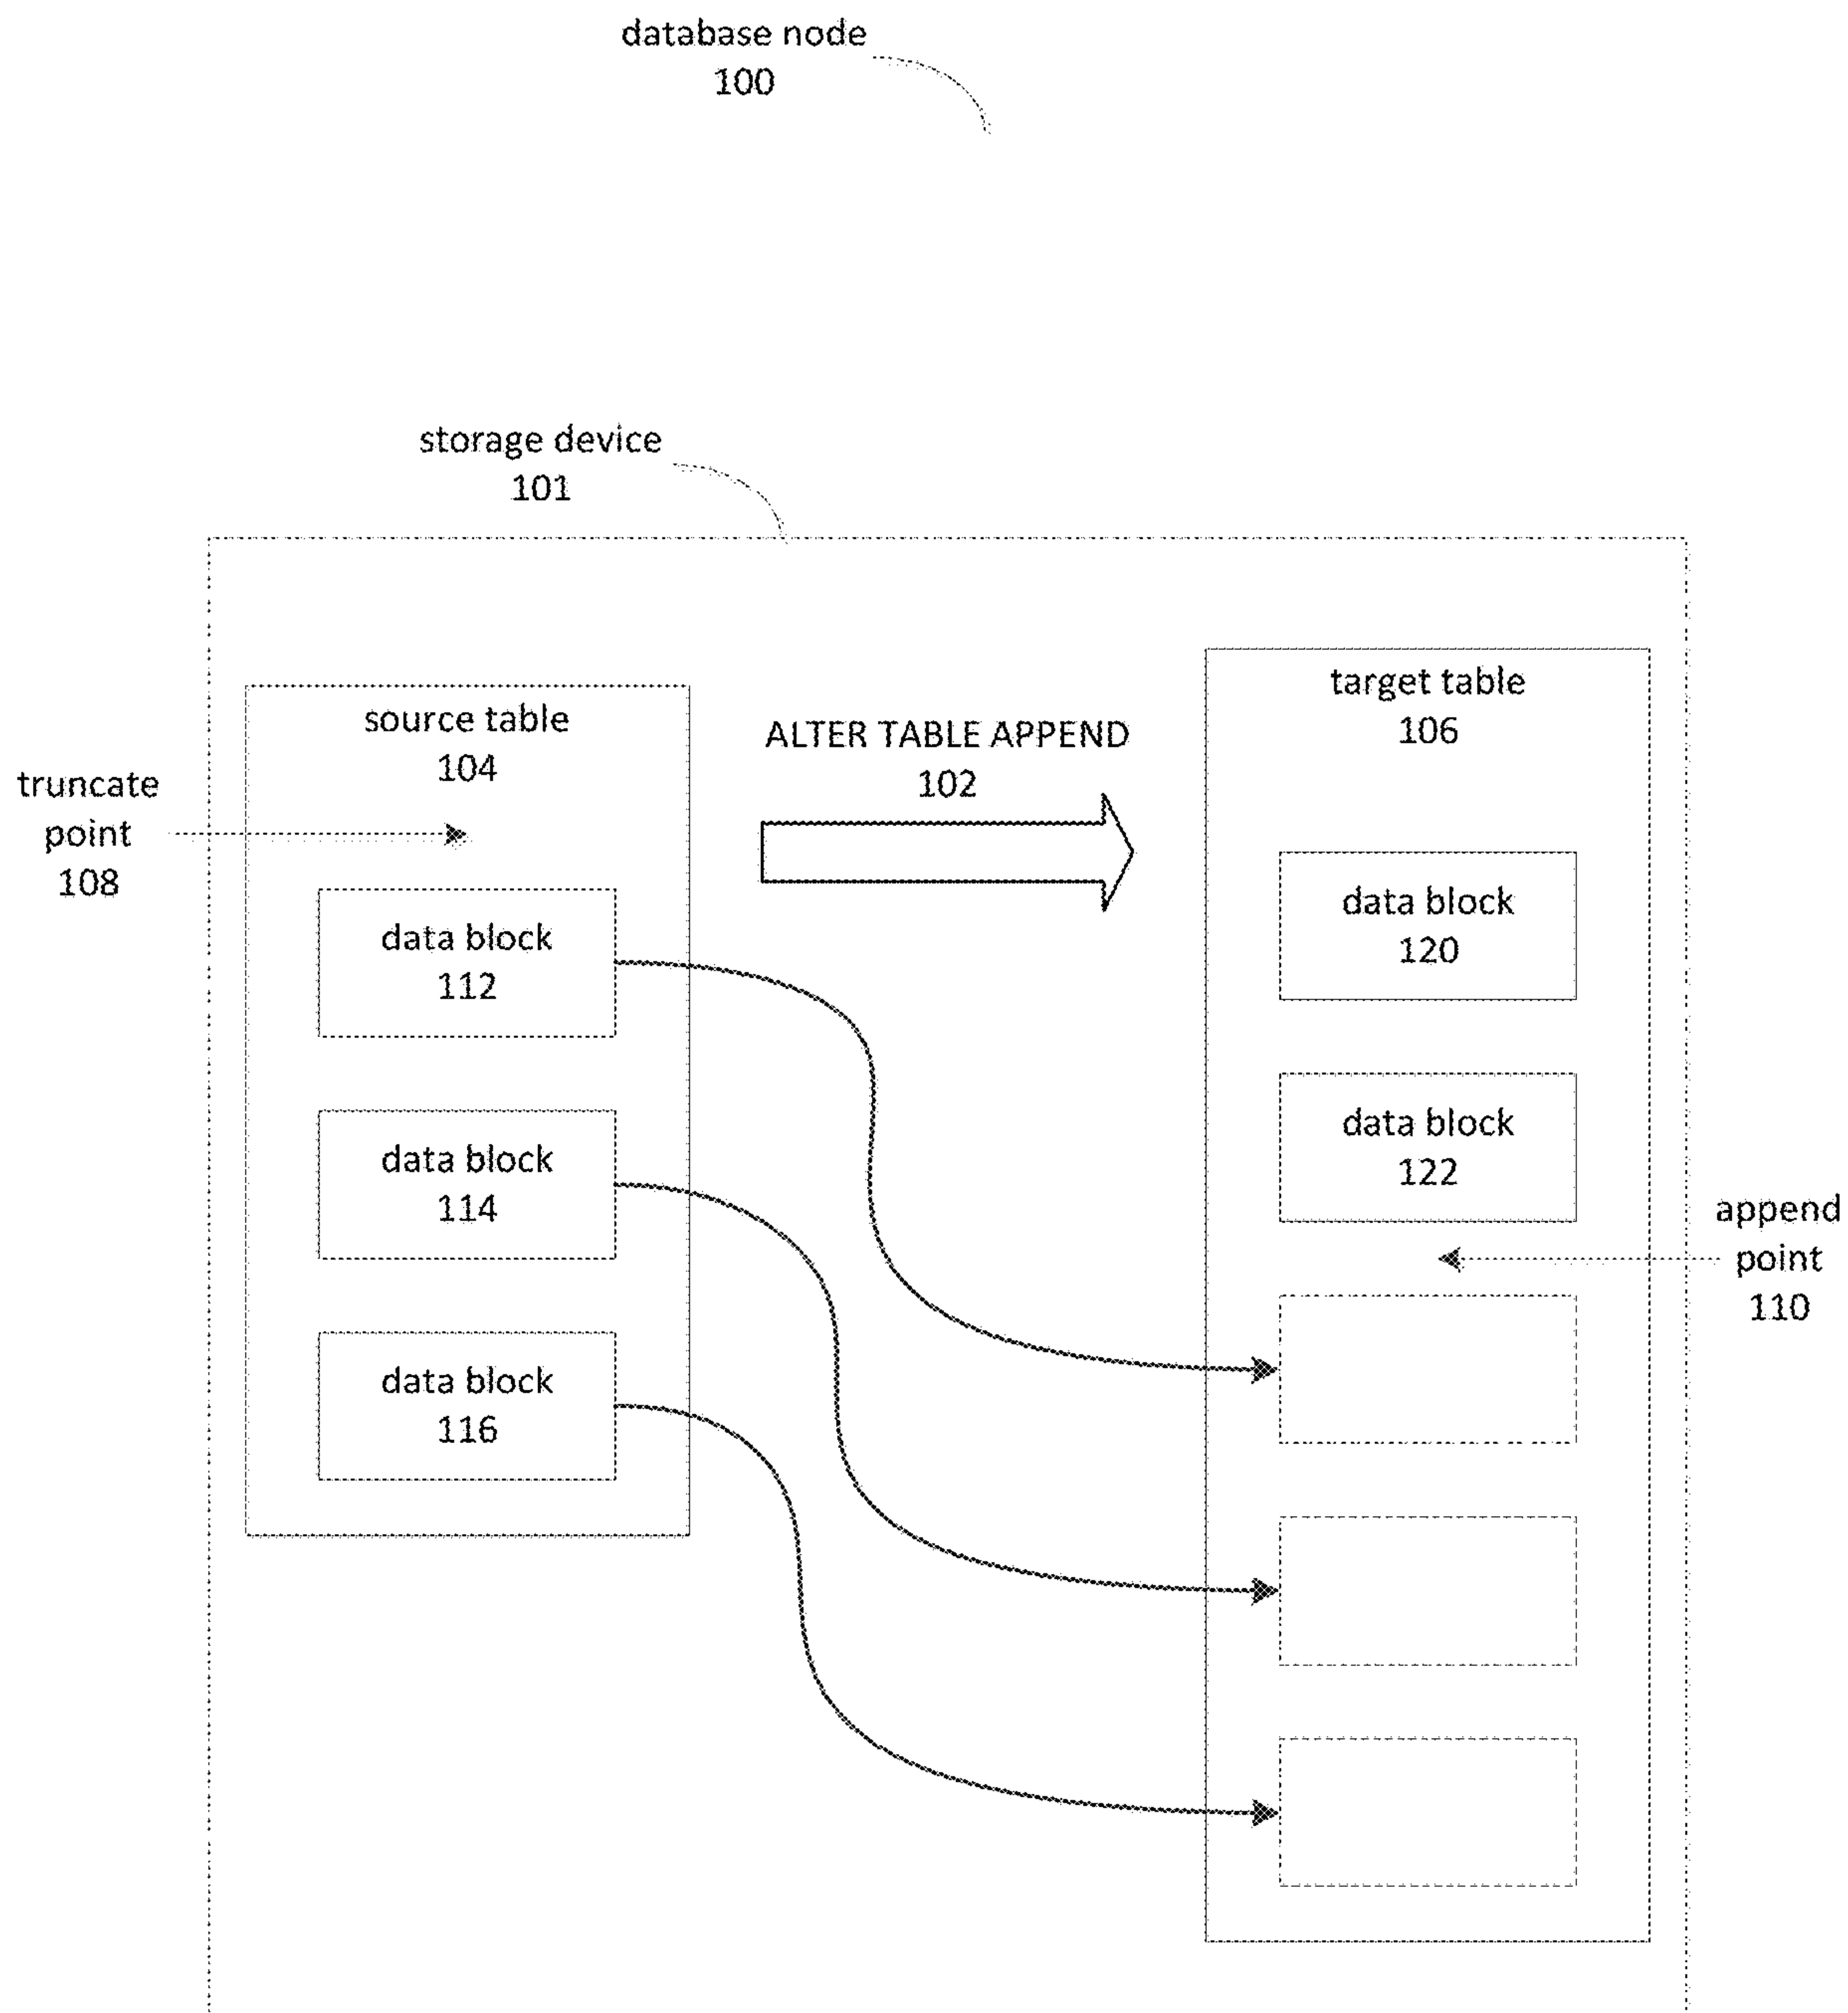 database node
100
storage device
101
source table
104
truncate
point
108
data block
112
data block
114
data block
116
ALTER TABLE APPEND
102
target table
106
data block
120
data block
122
append
point
110